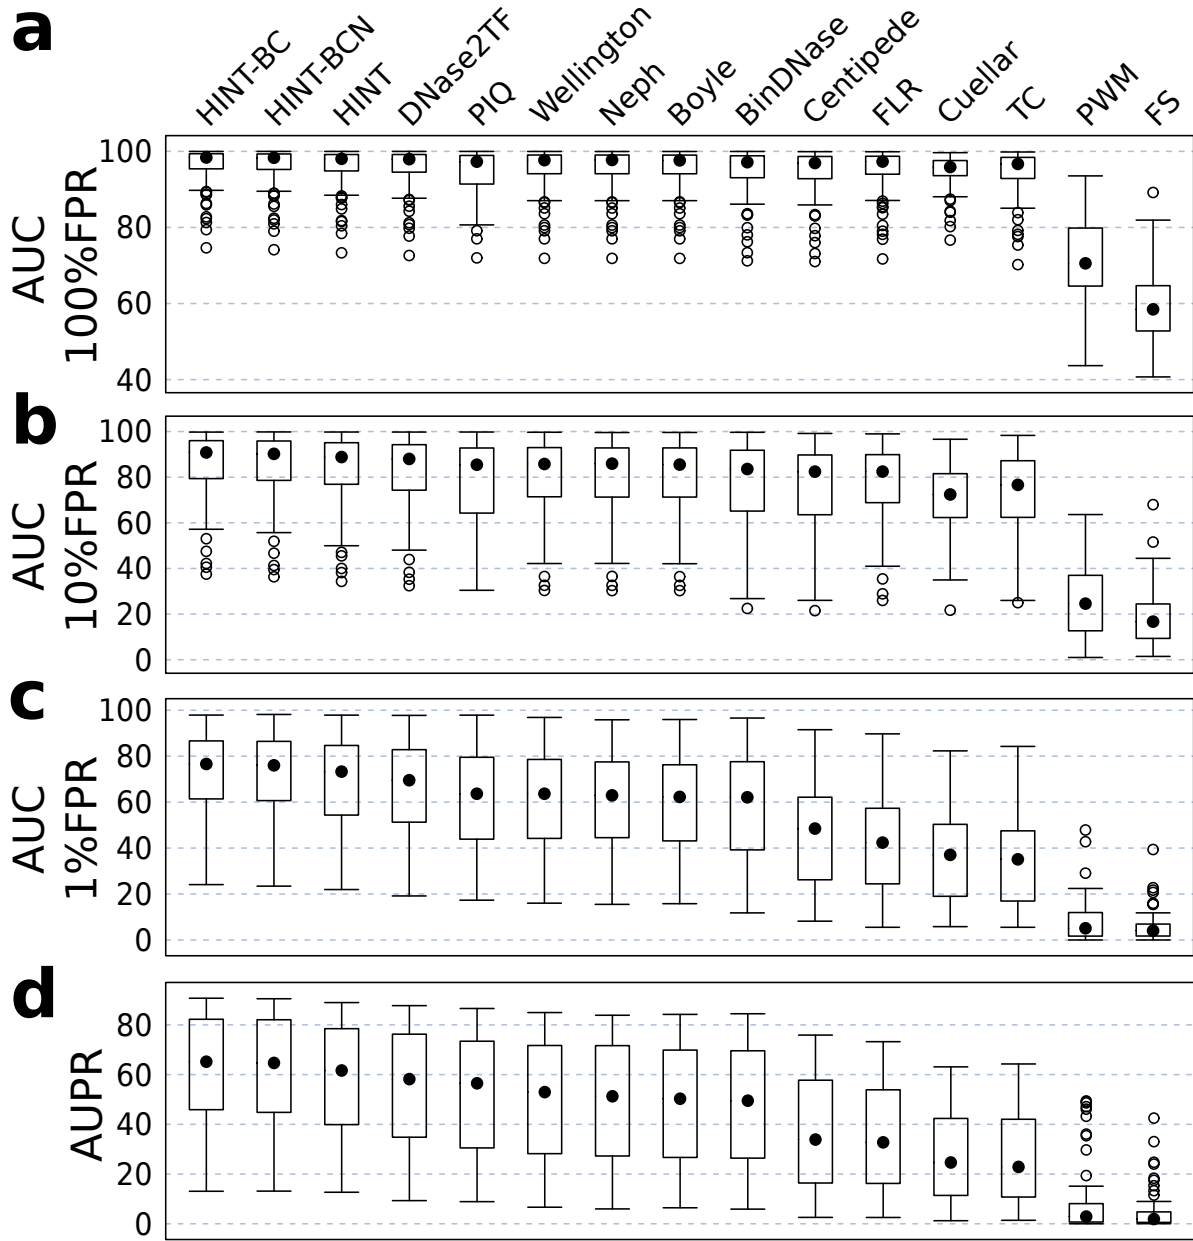 a
HINT-BC
HINT-BCN
HINT
DNase2TF
PIQ
Wellington
Neph
Boyle
BinDNase
Centipede
FLR
Cuellar
TC
PWM
FS
AUC
100%FPR
100
80
60
40
b
AUC
10%FPR
100
80
60
40
20
0
c
AUC
1%FPR
100
80
60
40
20
0
d
AUPR
80
60
40
20
0